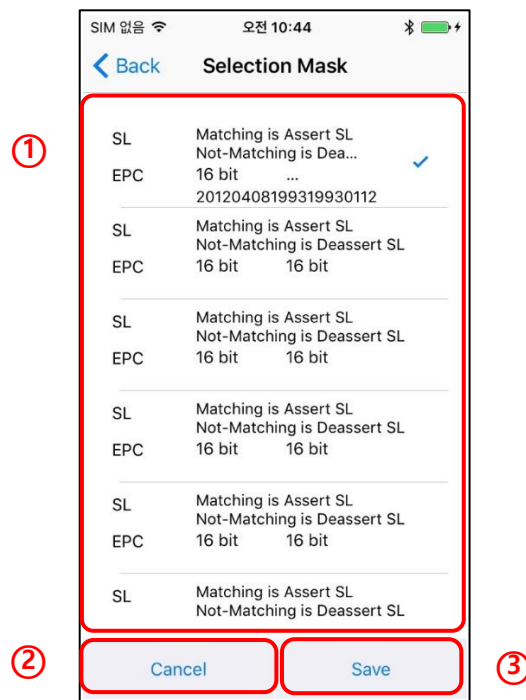 SIM 없음 오전 10:44
Back Selection Mask
①
SL Matching is Assert SL
Not-Matching is Dea...
EPC 16 bit ...
20120408199319930112
SL Matching is Assert SL
Not-Matching is Deassert SL
EPC 16 bit 16 bit
SL Matching is Assert SL
Not-Matching is Deassert SL
EPC 16 bit 16 bit
SL Matching is Assert SL
Not-Matching is Deassert SL
EPC 16 bit 16 bit
SL Matching is Assert SL
Not-Matching is Deassert SL
EPC 16 bit 16 bit
SL Matching is Assert SL
Not-Matching is Deassert SL
② Cancel Save ③